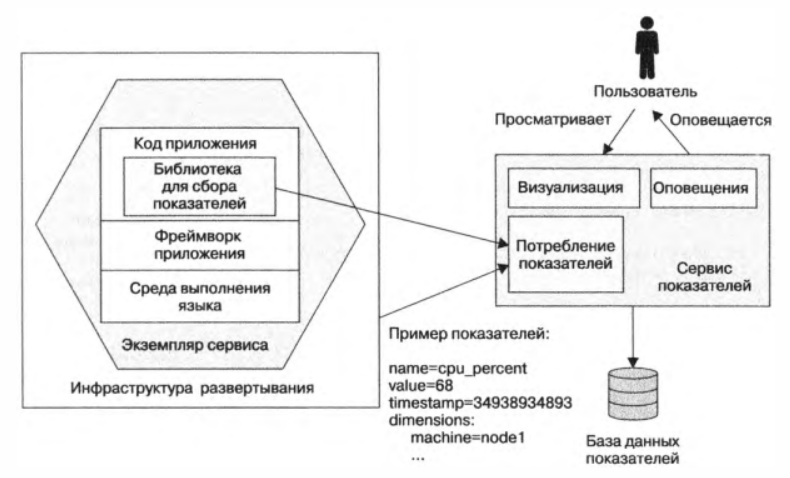 Пользователь
Просматривает
Оповещается
Код приложения
Библиотека
для сбора
показателей
Фреймворк
приложения
Среда выполнения
языка
Экземпляр сервиса
Инфраструктура развертывания
Визуализация
Оповещения
Потребление
показателей
Сервис
показателей
Пример показателей:
name=cpu_percent
value=68
timestamp=34938934893
dimensions:
machine=node1
...
База данных
показателей